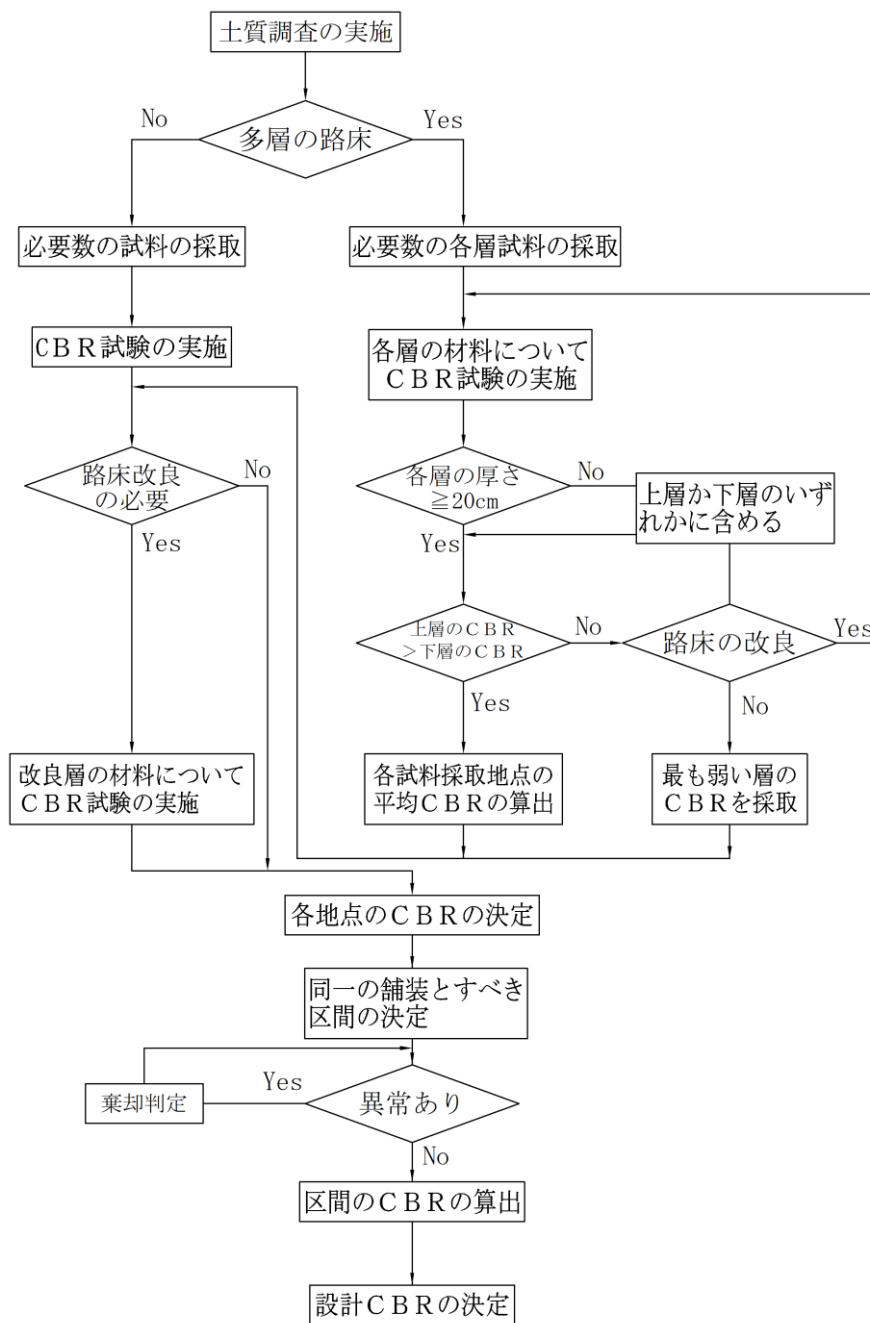 土質調査の実施
No
Yes
多層の路床
必要数の試料の採取
必要数の各層試料の採取
CBR試験の実施
各層の材料について
CBR試験の実施
路床改良
の必要
No
Yes
各層の厚さ
≧20cm
No
Yes
上層か下層のいず
れかに含める
上層のCBR
>下層のCBR
No
Yes
路床の改良
Yes
No
改良層の材料について
CBR試験の実施
各試料採取地点の
平均CBRの算出
最も弱い層の
CBRを採取
各地点のCBRの決定
同一の舗装とすべき
区間の決定
棄却判定
Yes
異常あり
No
区間のCBRの算出
設計CBRの決定